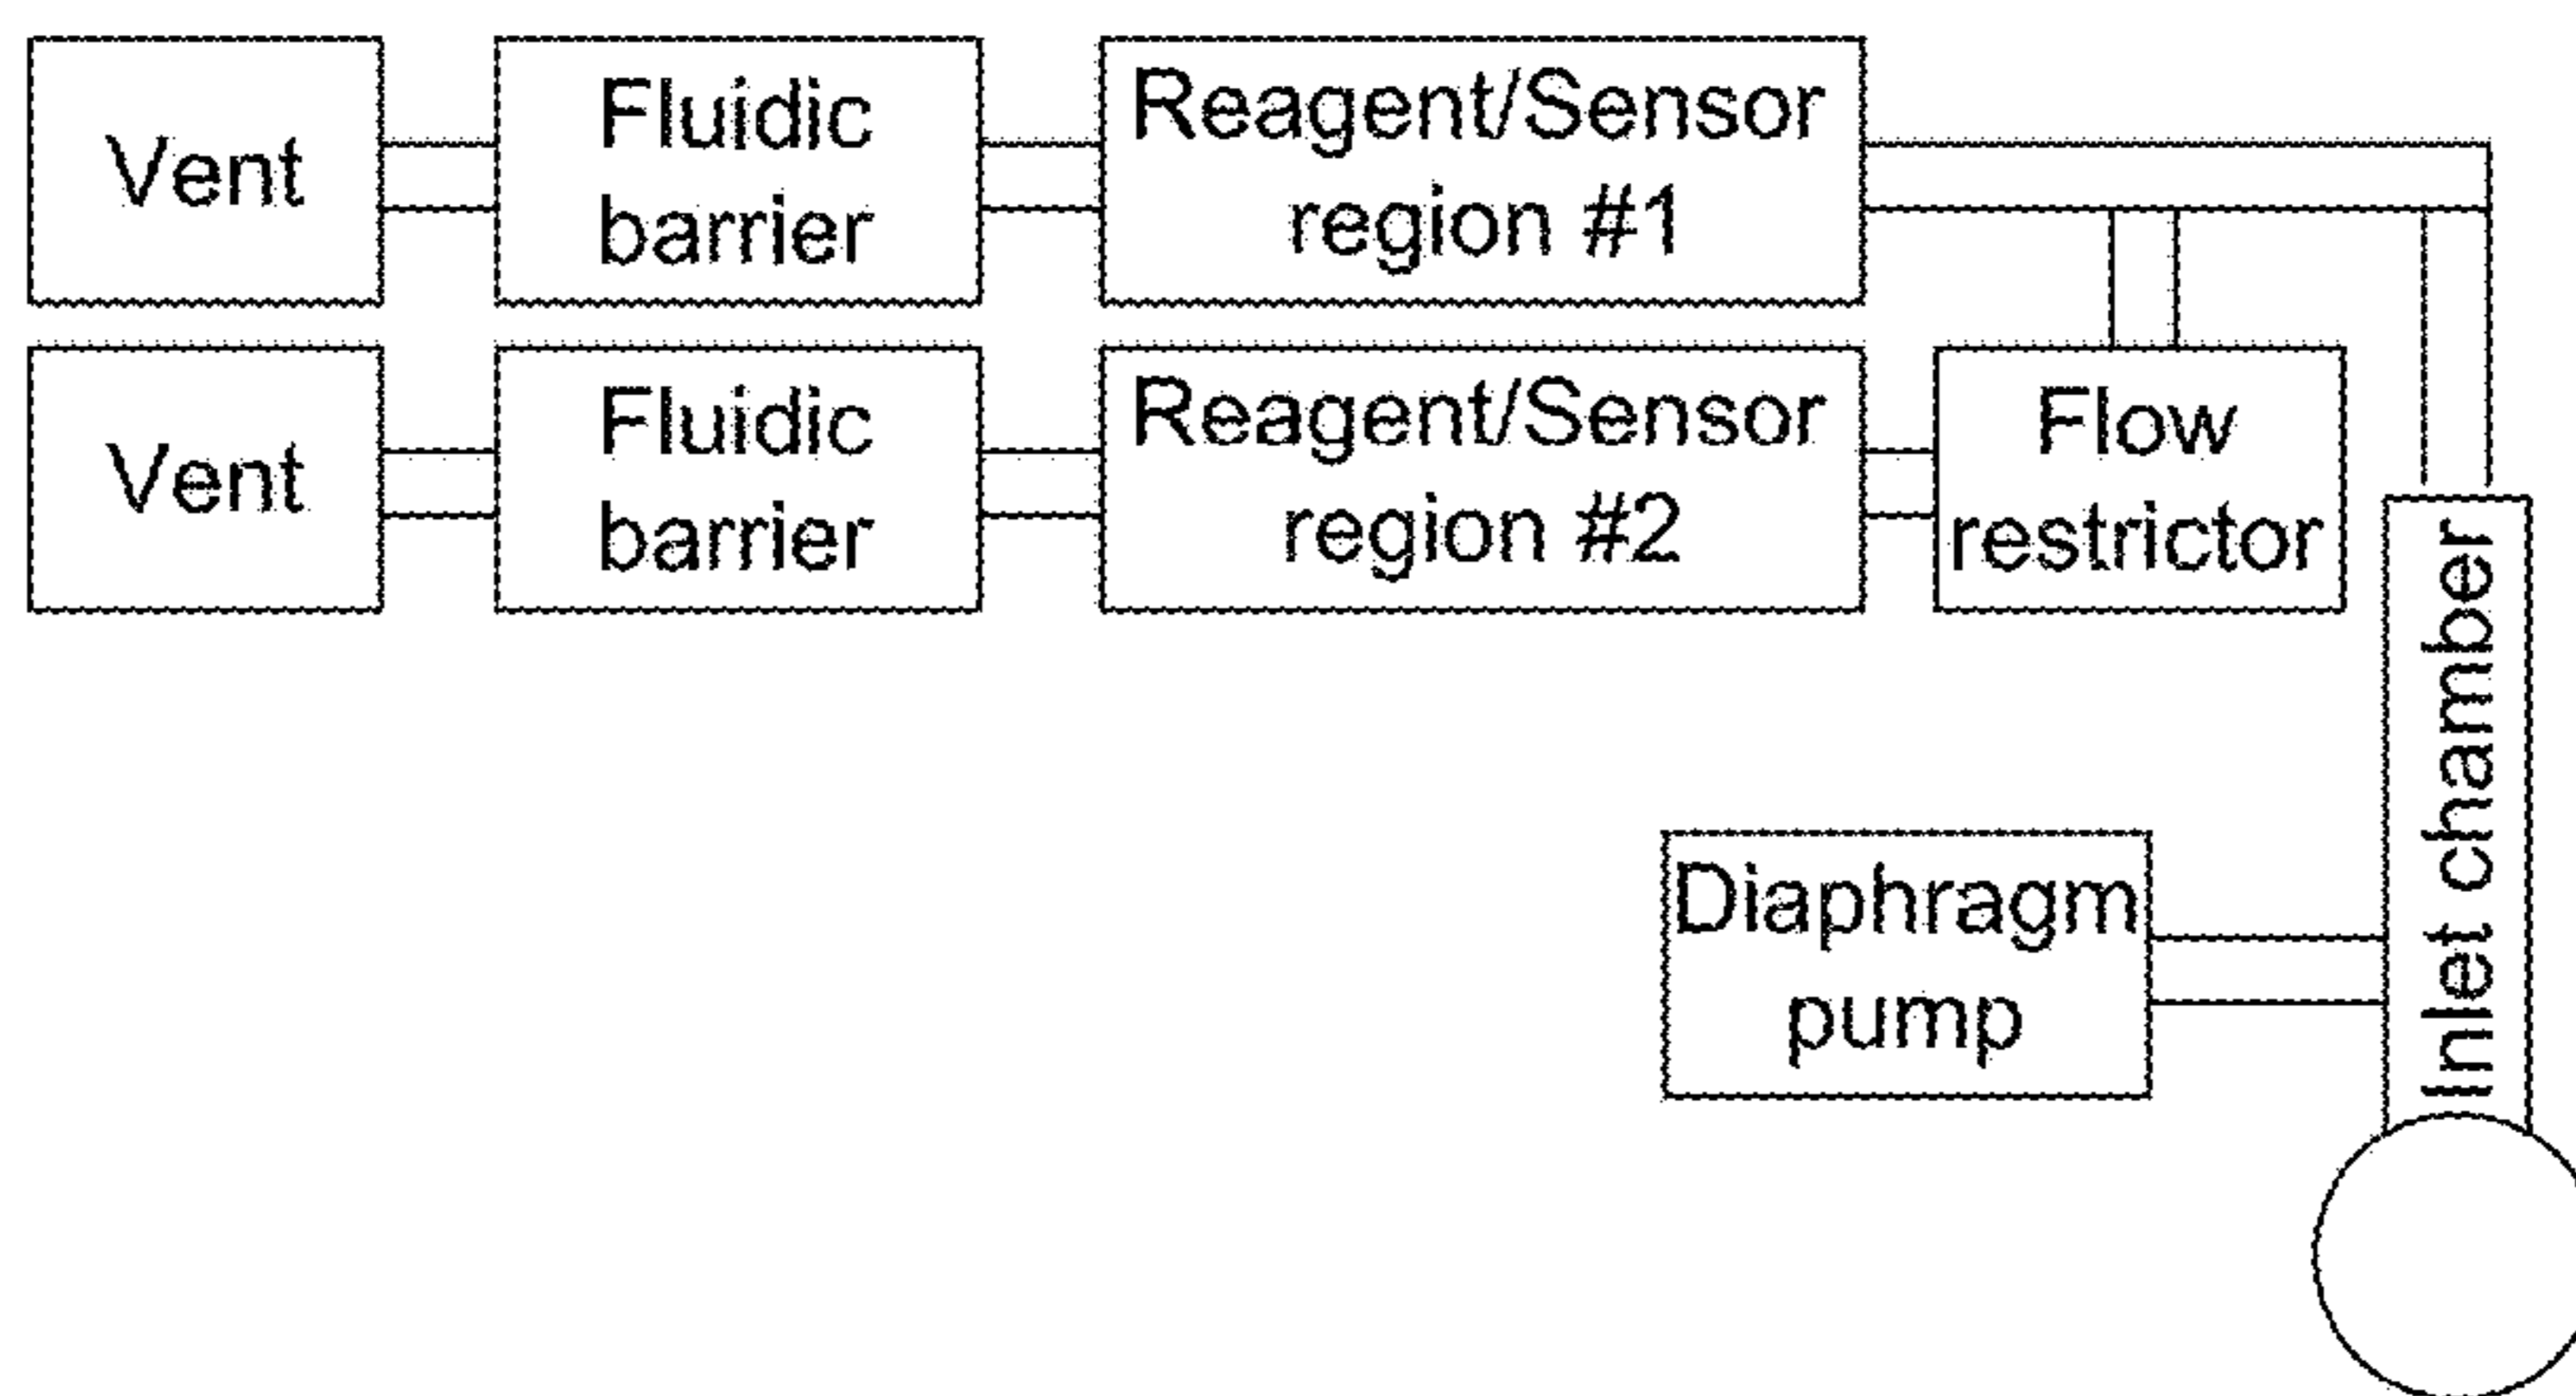 Vent
Fluidic
barrier
Reagent/Sensor
region #1
Vent
Fluidic
barrier
Reagent/Sensor
region #2
Flow
restrictor
Inlet chamber
Diaphragm
pump